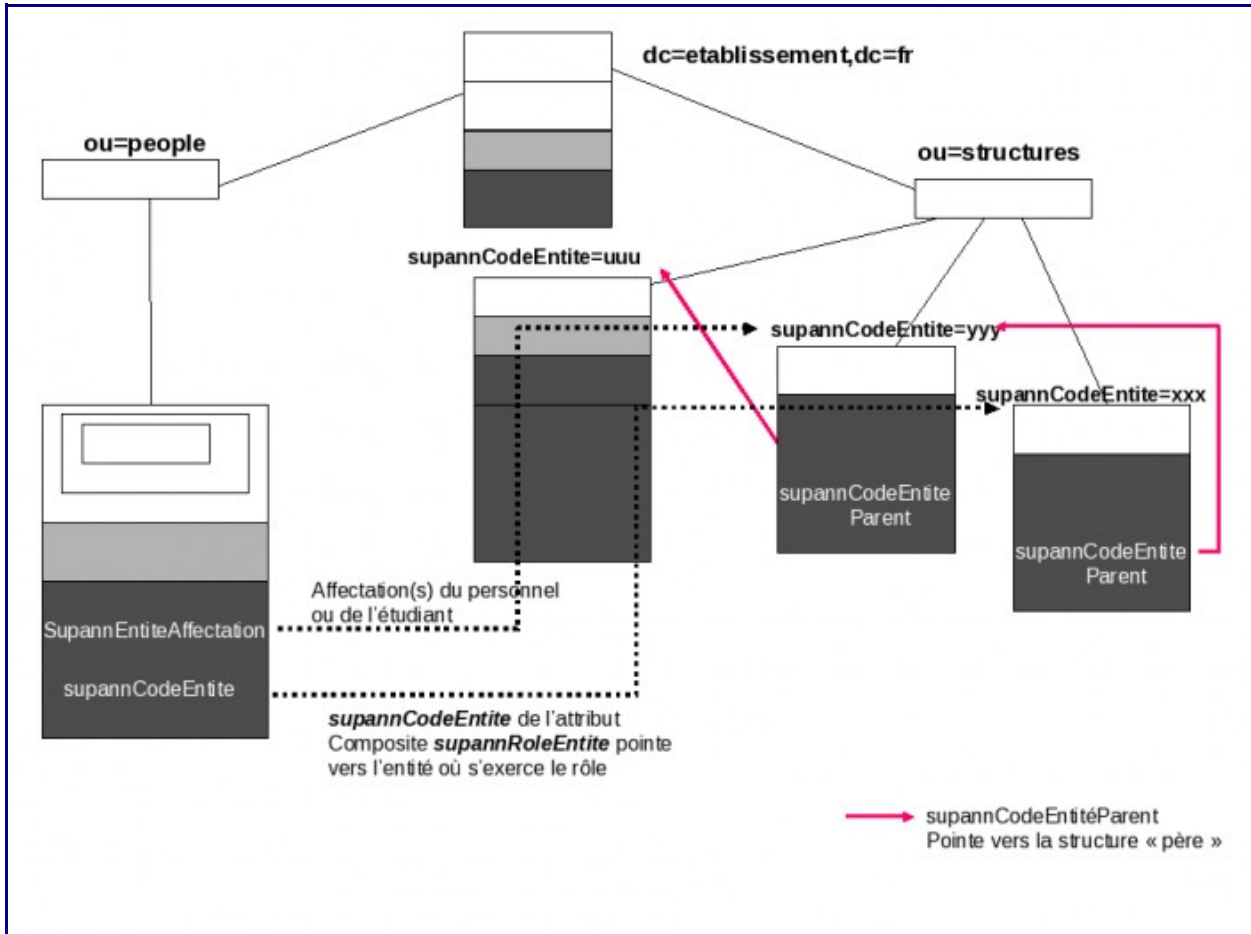 dc=etablissement,dc=fr
ou=people
ou=structures
supannCodeEntite=uuu
supannCodeEntite=yyy
supannCodeEntite=xxx
supannCodeEntite
Parent
supannCodeEntite
Parent
Affectation(s) du personnel
ou de l'étudiant
SupannEntiteAffectation
supannCodeEntite
supannCodeEntite de l'attribut
Composite supannRoleEntite pointe
vers l'entité où s'exerce le rôle
supannCodeEntitéParent
Pointe vers la structure « père »